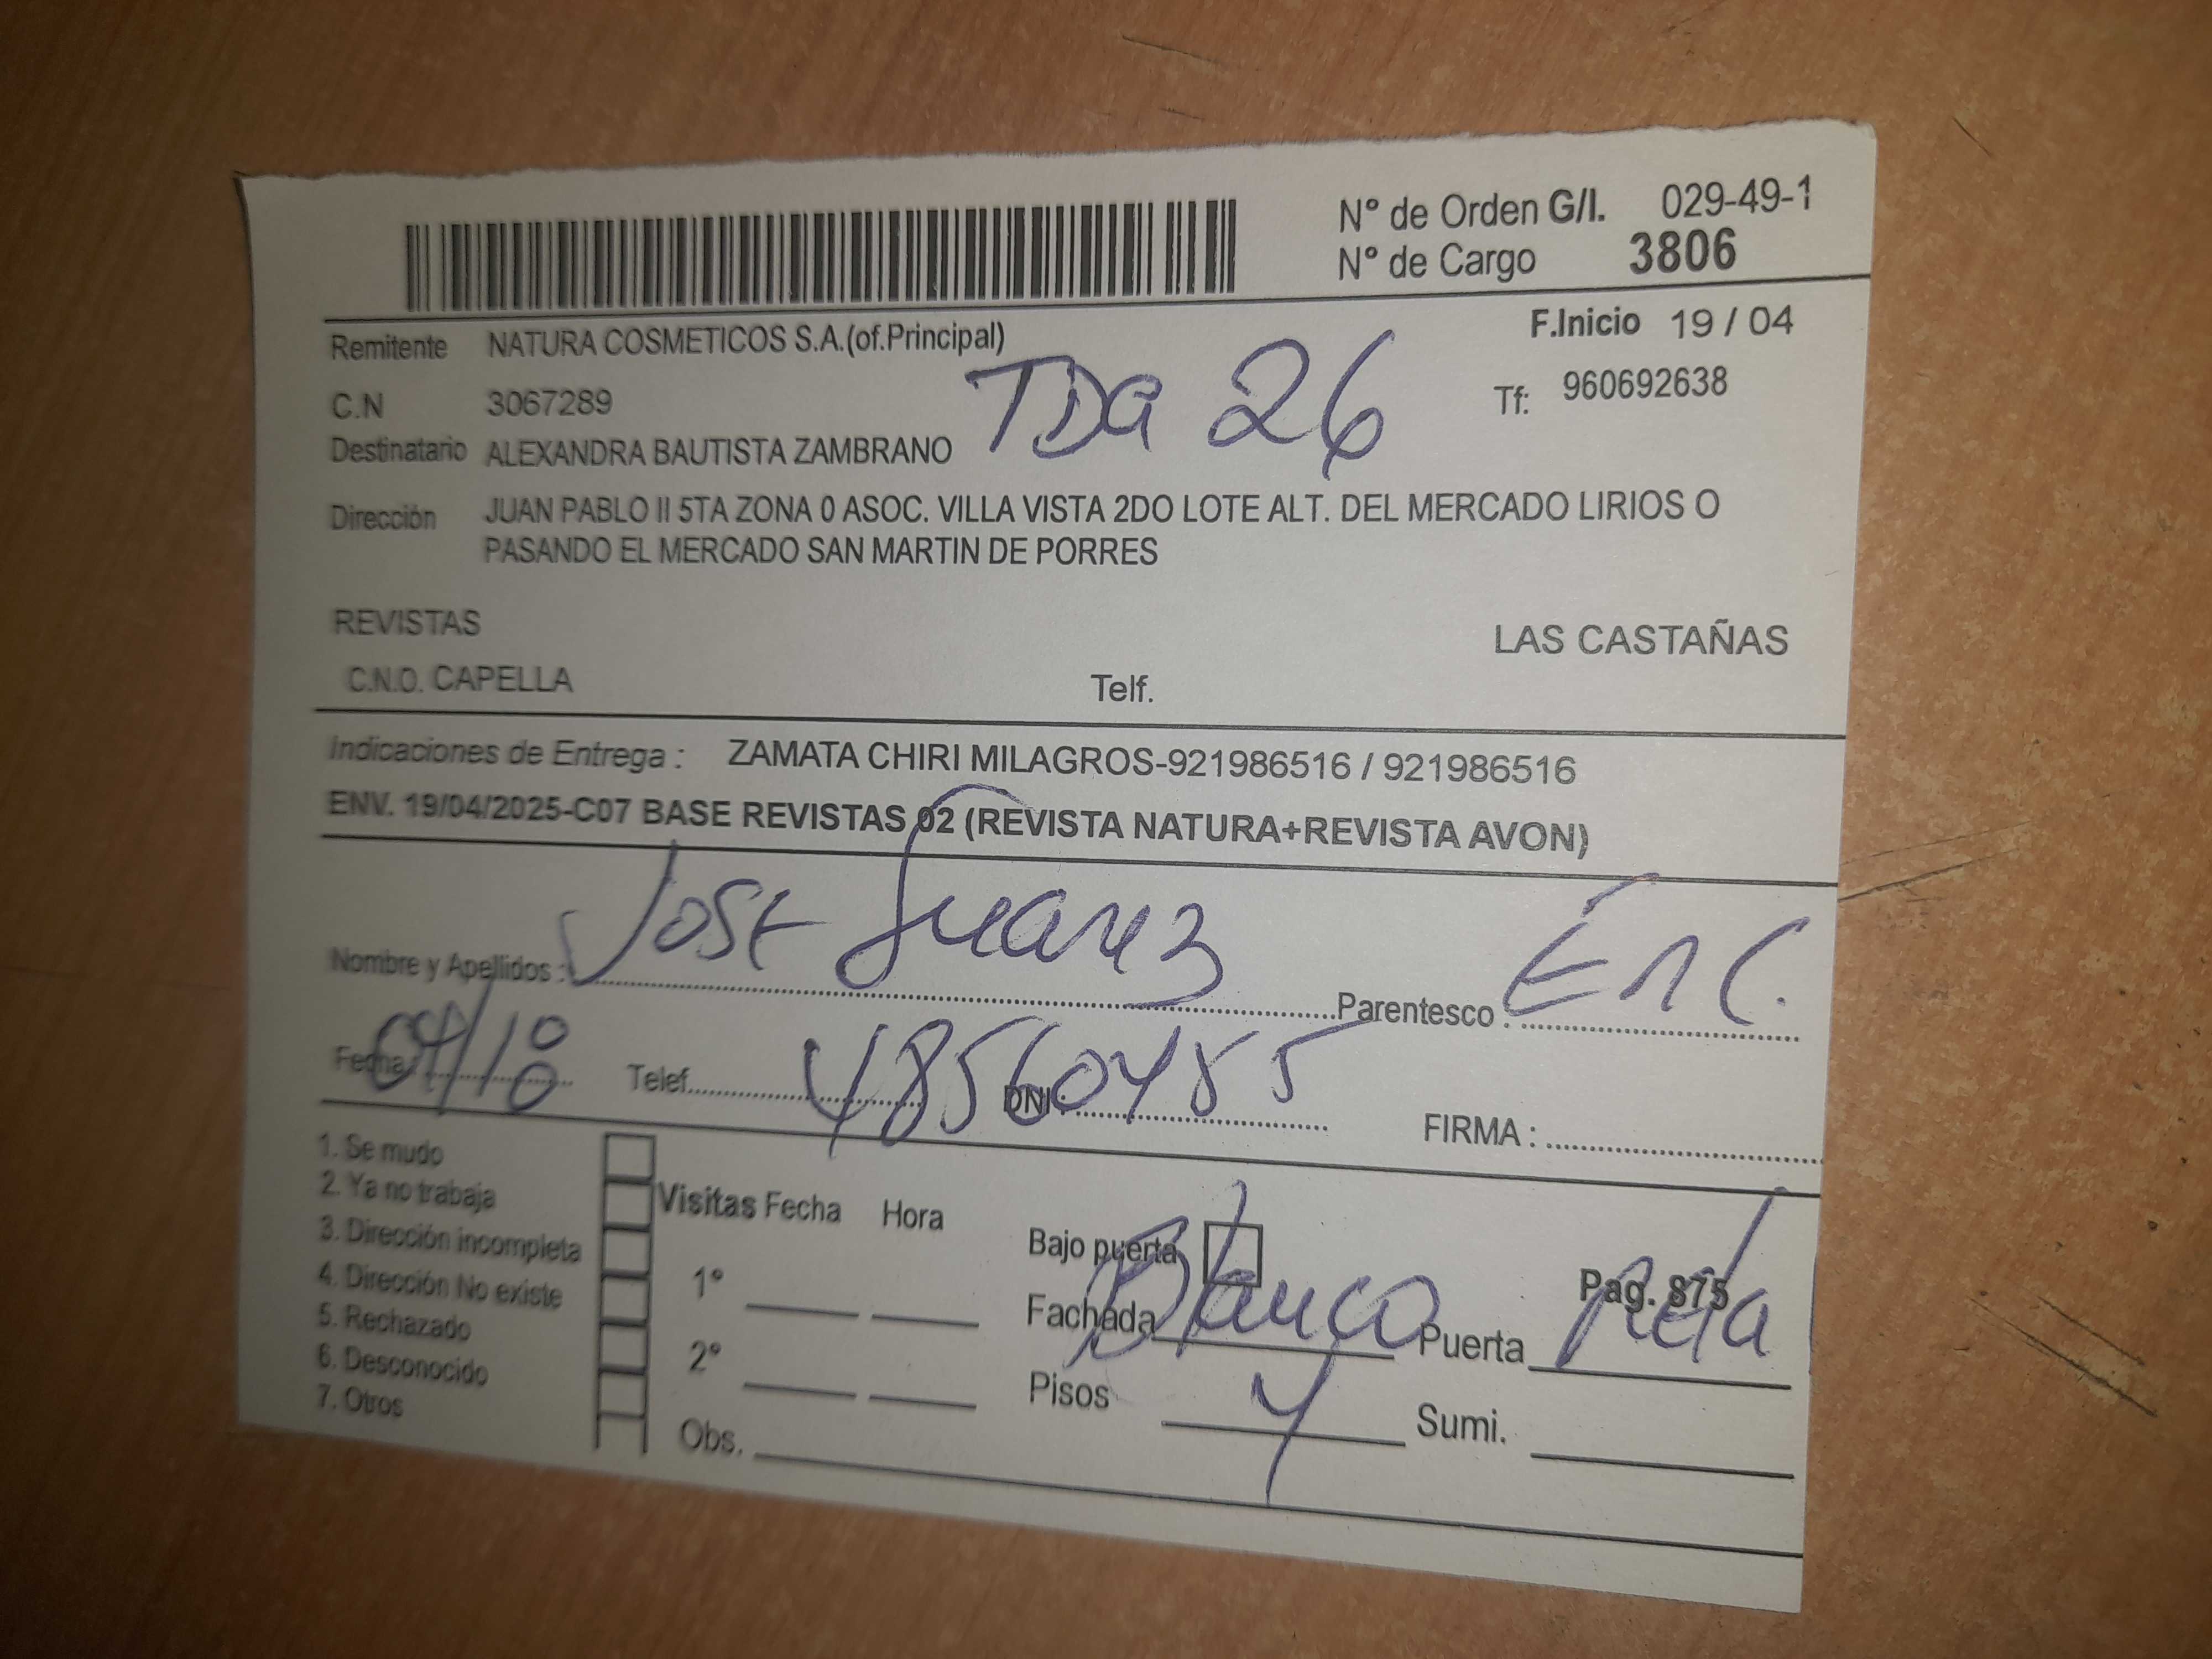 N° de Orden G/I. 029-49-1
N° de Cargo 3806
Remitente NATURA COSMETICOS S.A.(of.Principal) F.Inicio 19 / 04
C.N 3067289 TDA 26 Tf: 960692638
Destinatario ALEXANDRA BAUTISTA ZAMBRANO
Dirección JUAN PABLO II 5TA ZONA 0 ASOC. VILLA VISTA 2DO LOTE ALT. DEL MERCADO LIRIOS O
PASANDO EL MERCADO SAN MARTIN DE PORRES
REVISTAS LAS CASTAÑAS
C.N.O. CAPELLA Telf.
Indicaciones de Entrega : ZAMATA CHIRI MILAGROS-921986516 / 921986516
ENV. 19/04/2025-C07 BASE REVISTAS 02 (REVISTA NATURA+REVISTA AVON)
Nombre y Apellidos : Jose Suarez Parentesco : Enc.
Fecha: Telef. DNI: 48560485 FIRMA :
1. Se mudo
2. Ya no trabaja Visitas Fecha Hora
3. Dirección incompleta Bajo puerta
4. Dirección No existe 1° Fachada Blanco Puerta Pag. 875
5. Rechazado
6. Desconocido 2° Pisos 4 Sumi.
7. Otros Obs.